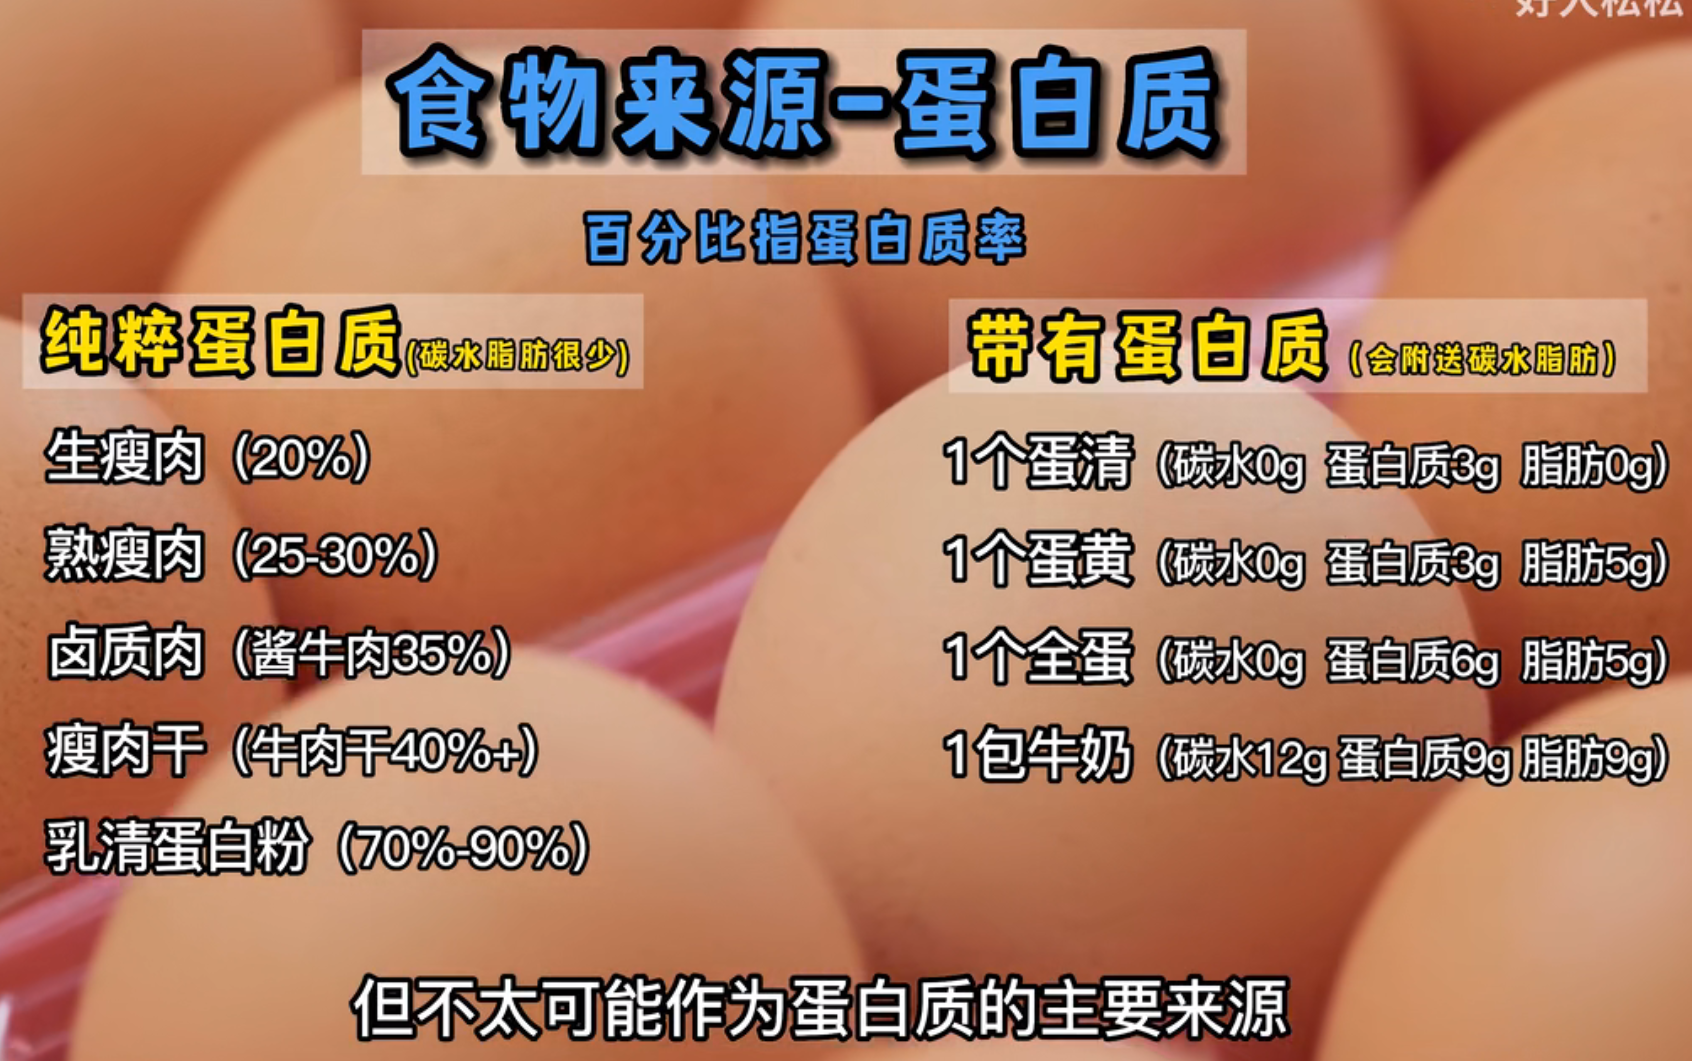 好人松松
食物来源-蛋白质
百分比指蛋白质率
纯粹蛋白质(碳水脂肪很少)
生瘦肉（20%）
熟瘦肉（25-30%）
卤质肉（酱牛肉35%）
瘦肉干（牛肉干40%+）
乳清蛋白粉（70%-90%）
带有蛋白质（会附送碳水脂肪）
1个蛋清（碳水0g 蛋白质3g 脂肪0g）
1个蛋黄（碳水0g 蛋白质3g 脂肪5g）
1个全蛋（碳水0g 蛋白质6g 脂肪5g）
1包牛奶（碳水12g 蛋白质9g 脂肪9g）
但不太可能作为蛋白质的主要来源